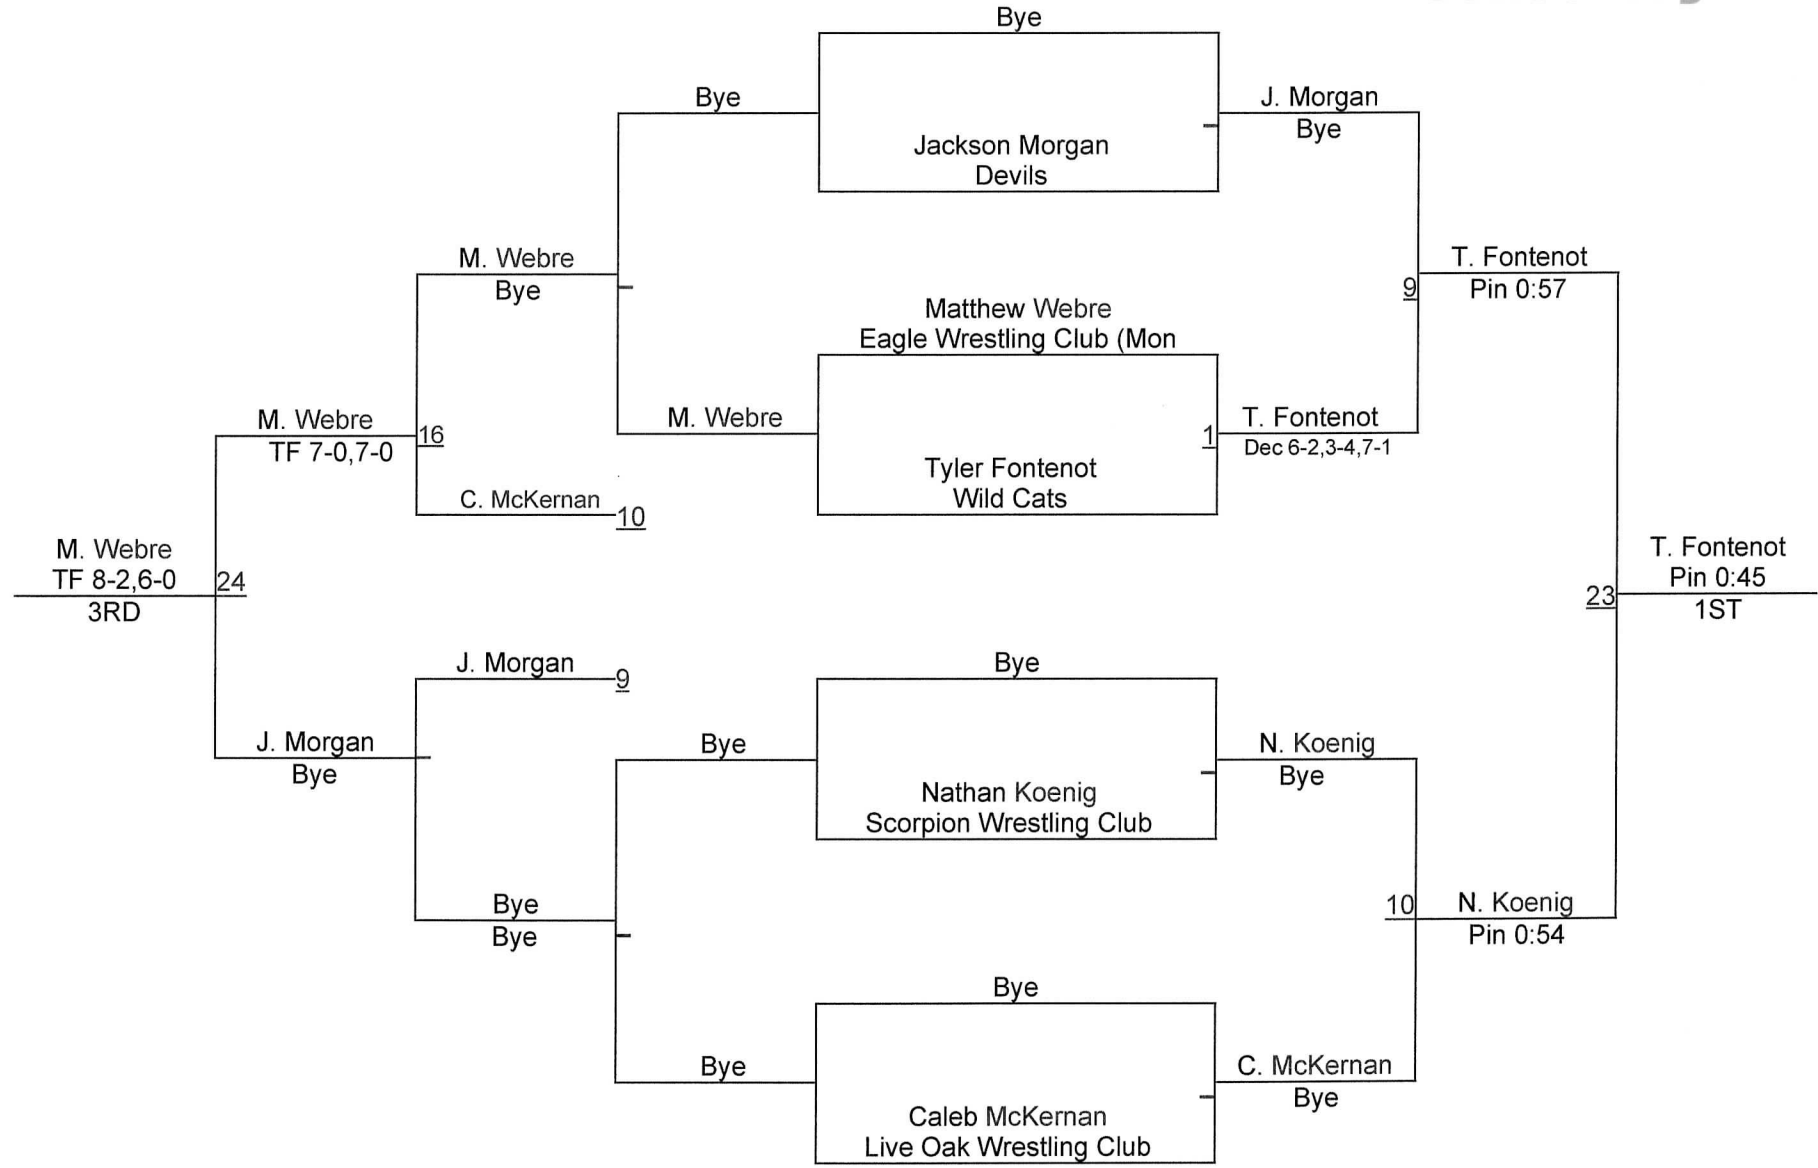 Bye
Bye
J. Morgan
Bye
Jackson Morgan
Devils
M. Webre
Bye
T. Fontenot
Pin 0:57
9
Matthew Webre
Eagle Wrestling Club (Mon
M. Webre
TF 7-0,7-0
16
M. Webre
1
T. Fontenot
Dec 6-2,3-4,7-1
Tyler Fontenot
Wild Cats
C. McKernan
10
M. Webre
TF 8-2,6-0
3RD
24
T. Fontenot
Pin 0:45
1ST
23
J. Morgan
9
Bye
J. Morgan
Bye
Bye
N. Koenig
Bye
Nathan Koenig
Scorpion Wrestling Club
Bye
Bye
10
N. Koenig
Pin 0:54
Bye
Bye
C. McKernan
Bye
Caleb McKernan
Live Oak Wrestling Club